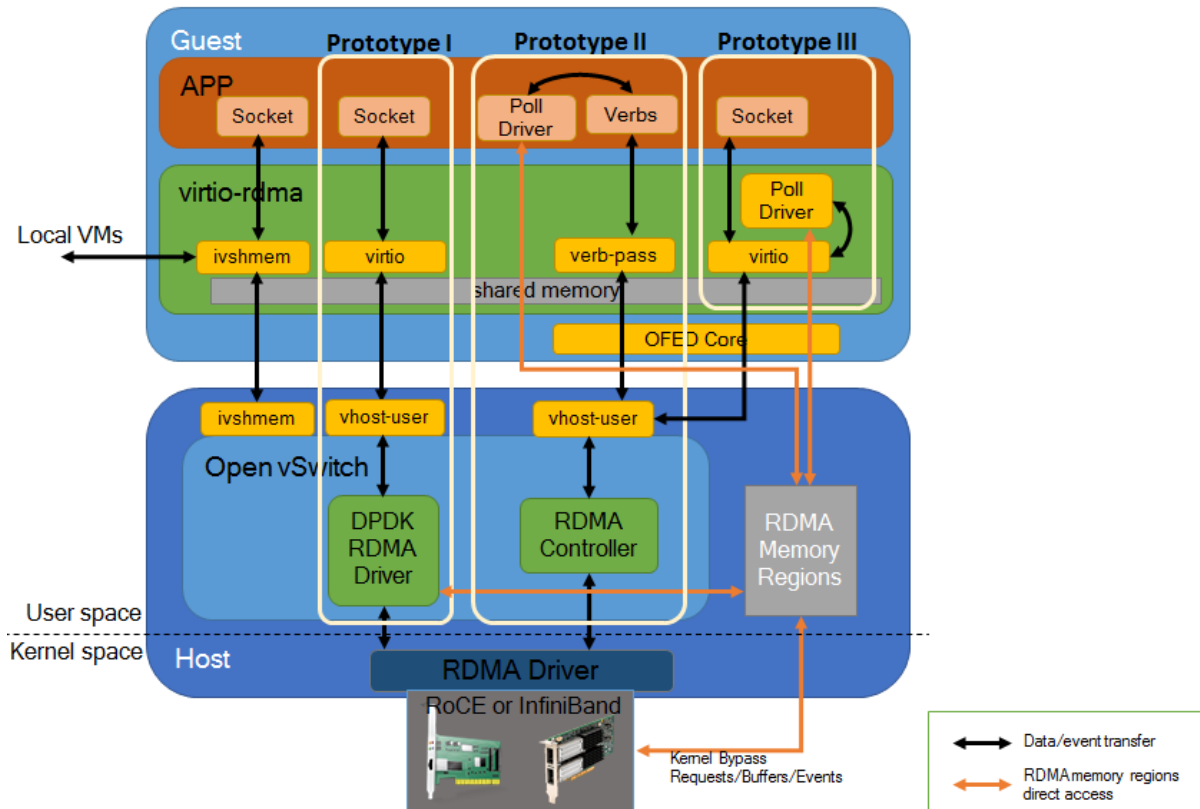 Guest
Prototype I
Prototype II
Prototype III
APP
Socket
Socket
Poll
Driver
Verbs
Socket
virtio-rdma
Poll
Driver
Local VMs
ivshmem
virtio
verb-pass
virtio
shared memory
OFED Core
ivshmem
vhost-user
vhost-user
Open vSwitch
DPDK
RDMA
Driver
RDMA
Controller
RDMA
Memory
Regions
User space
Kernel space
Host
RDMA Driver
RoCE or InfiniBand
Kernel Bypass
Requests/Buffers/Events
Data/event transfer
RDMA memory regions
direct access